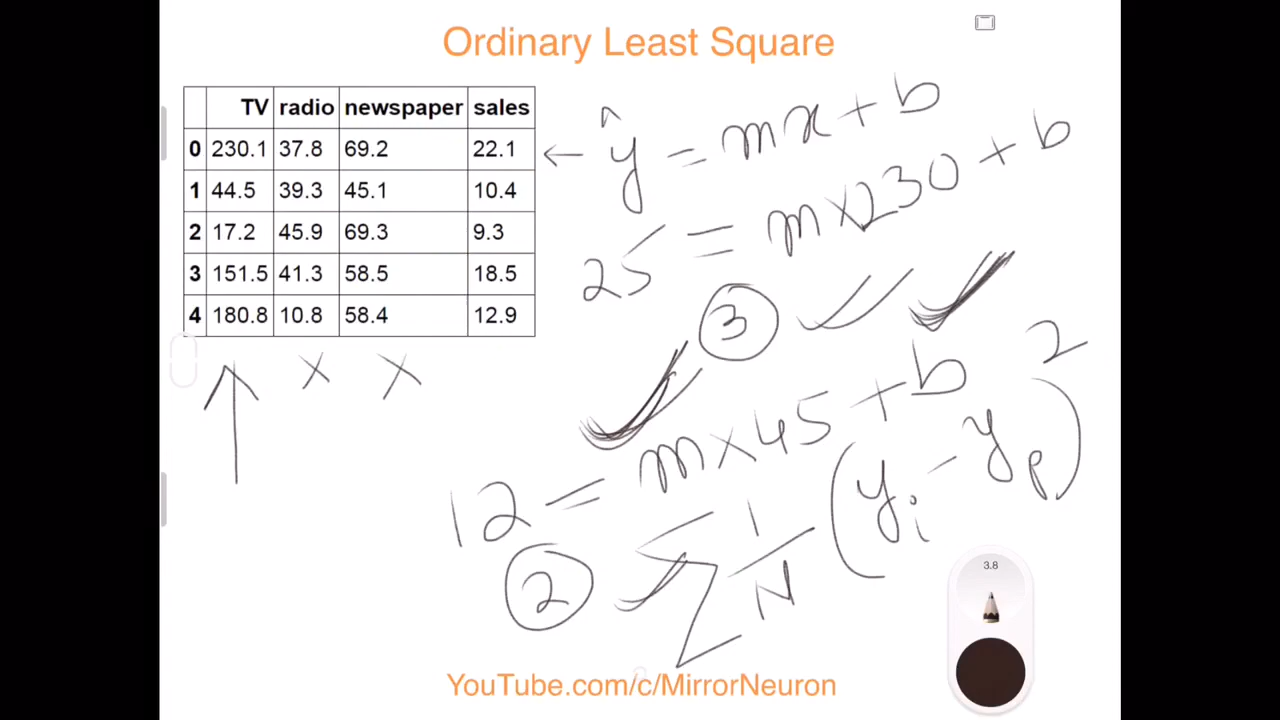 Ordinary Least Square
TV radio newspaper sales
0 230.1 37.8 69.2 22.1
1 44.5 39.3 45.1 10.4
2 17.2 45.9 69.3 9.3
3 151.5 41.3 58.5 18.5
4 180.8 10.8 58.4 12.9
← ŷ = mx + b
25 = m×230 + b
3 ✓ ✓
✓
12 = m×45 + b
2 ✓
Σ 1/N (yᵢ - yₚ)²
× ×
3.8
YouTube.com/c/MirrorNeuron